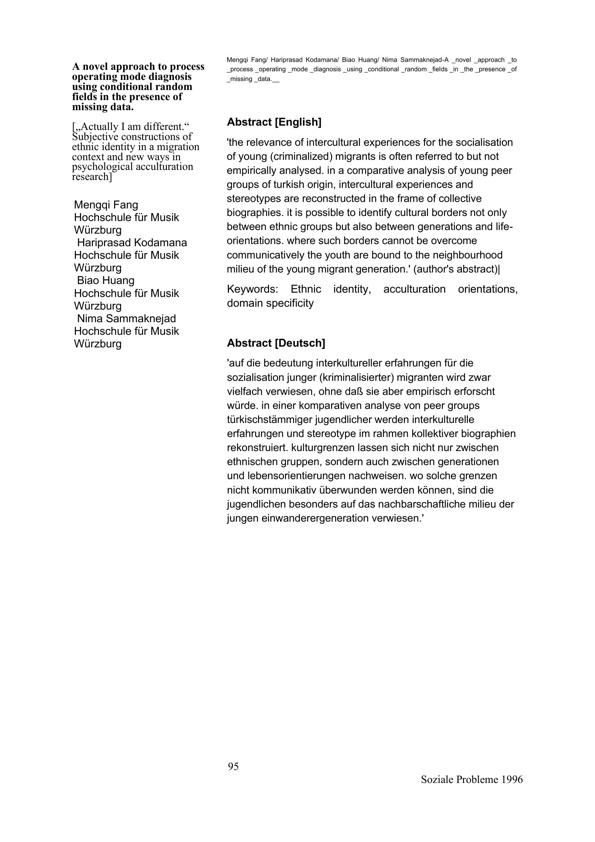 A novel approach to process
operating mode diagnosis
using conditional random
fields in the presence of
missing data.
[„Actually I am different.“
Subjective constructions of
ethnic identity in a migration
context and new ways in
psychological acculturation
research]
Mengqi Fang
Hochschule für Musik
Würzburg
Hariprasad Kodamana
Hochschule für Musik
Würzburg
Biao Huang
Hochschule für Musik
Würzburg
Nima Sammaknejad
Hochschule für Musik
Würzburg
Mengqi Fang/ Hariprasad Kodamana/ Biao Huang/ Nima Sammaknejad-A _novel _approach _to
_process _operating _mode _diagnosis _using _conditional _random _fields _in _the _presence _of
_missing _data.__
Abstract [English]
'the relevance of intercultural experiences for the socialisation
of young (criminalized) migrants is often referred to but not
empirically analysed. in a comparative analysis of young peer
groups of turkish origin, intercultural experiences and
stereotypes are reconstructed in the frame of collective
biographies. it is possible to identify cultural borders not only
between ethnic groups but also between generations and life-
orientations. where such borders cannot be overcome
communicatively the youth are bound to the neighbourhood
milieu of the young migrant generation.' (author's abstract)|
Keywords: Ethnic identity, acculturation orientations,
domain specificity
Abstract [Deutsch]
'auf die bedeutung interkultureller erfahrungen für die
sozialisation junger (kriminalisierter) migranten wird zwar
vielfach verwiesen, ohne daß sie aber empirisch erforscht
würde. in einer komparativen analyse von peer groups
türkischstämmiger jugendlicher werden interkulturelle
erfahrungen und stereotype im rahmen kollektiver biographien
rekonstruiert. kulturgrenzen lassen sich nicht nur zwischen
ethnischen gruppen, sondern auch zwischen generationen
und lebensorientierungen nachweisen. wo solche grenzen
nicht kommunikativ überwunden werden können, sind die
jugendlichen besonders auf das nachbarschaftliche milieu der
jungen einwanderergeneration verwiesen.'
95
Soziale Probleme 1996